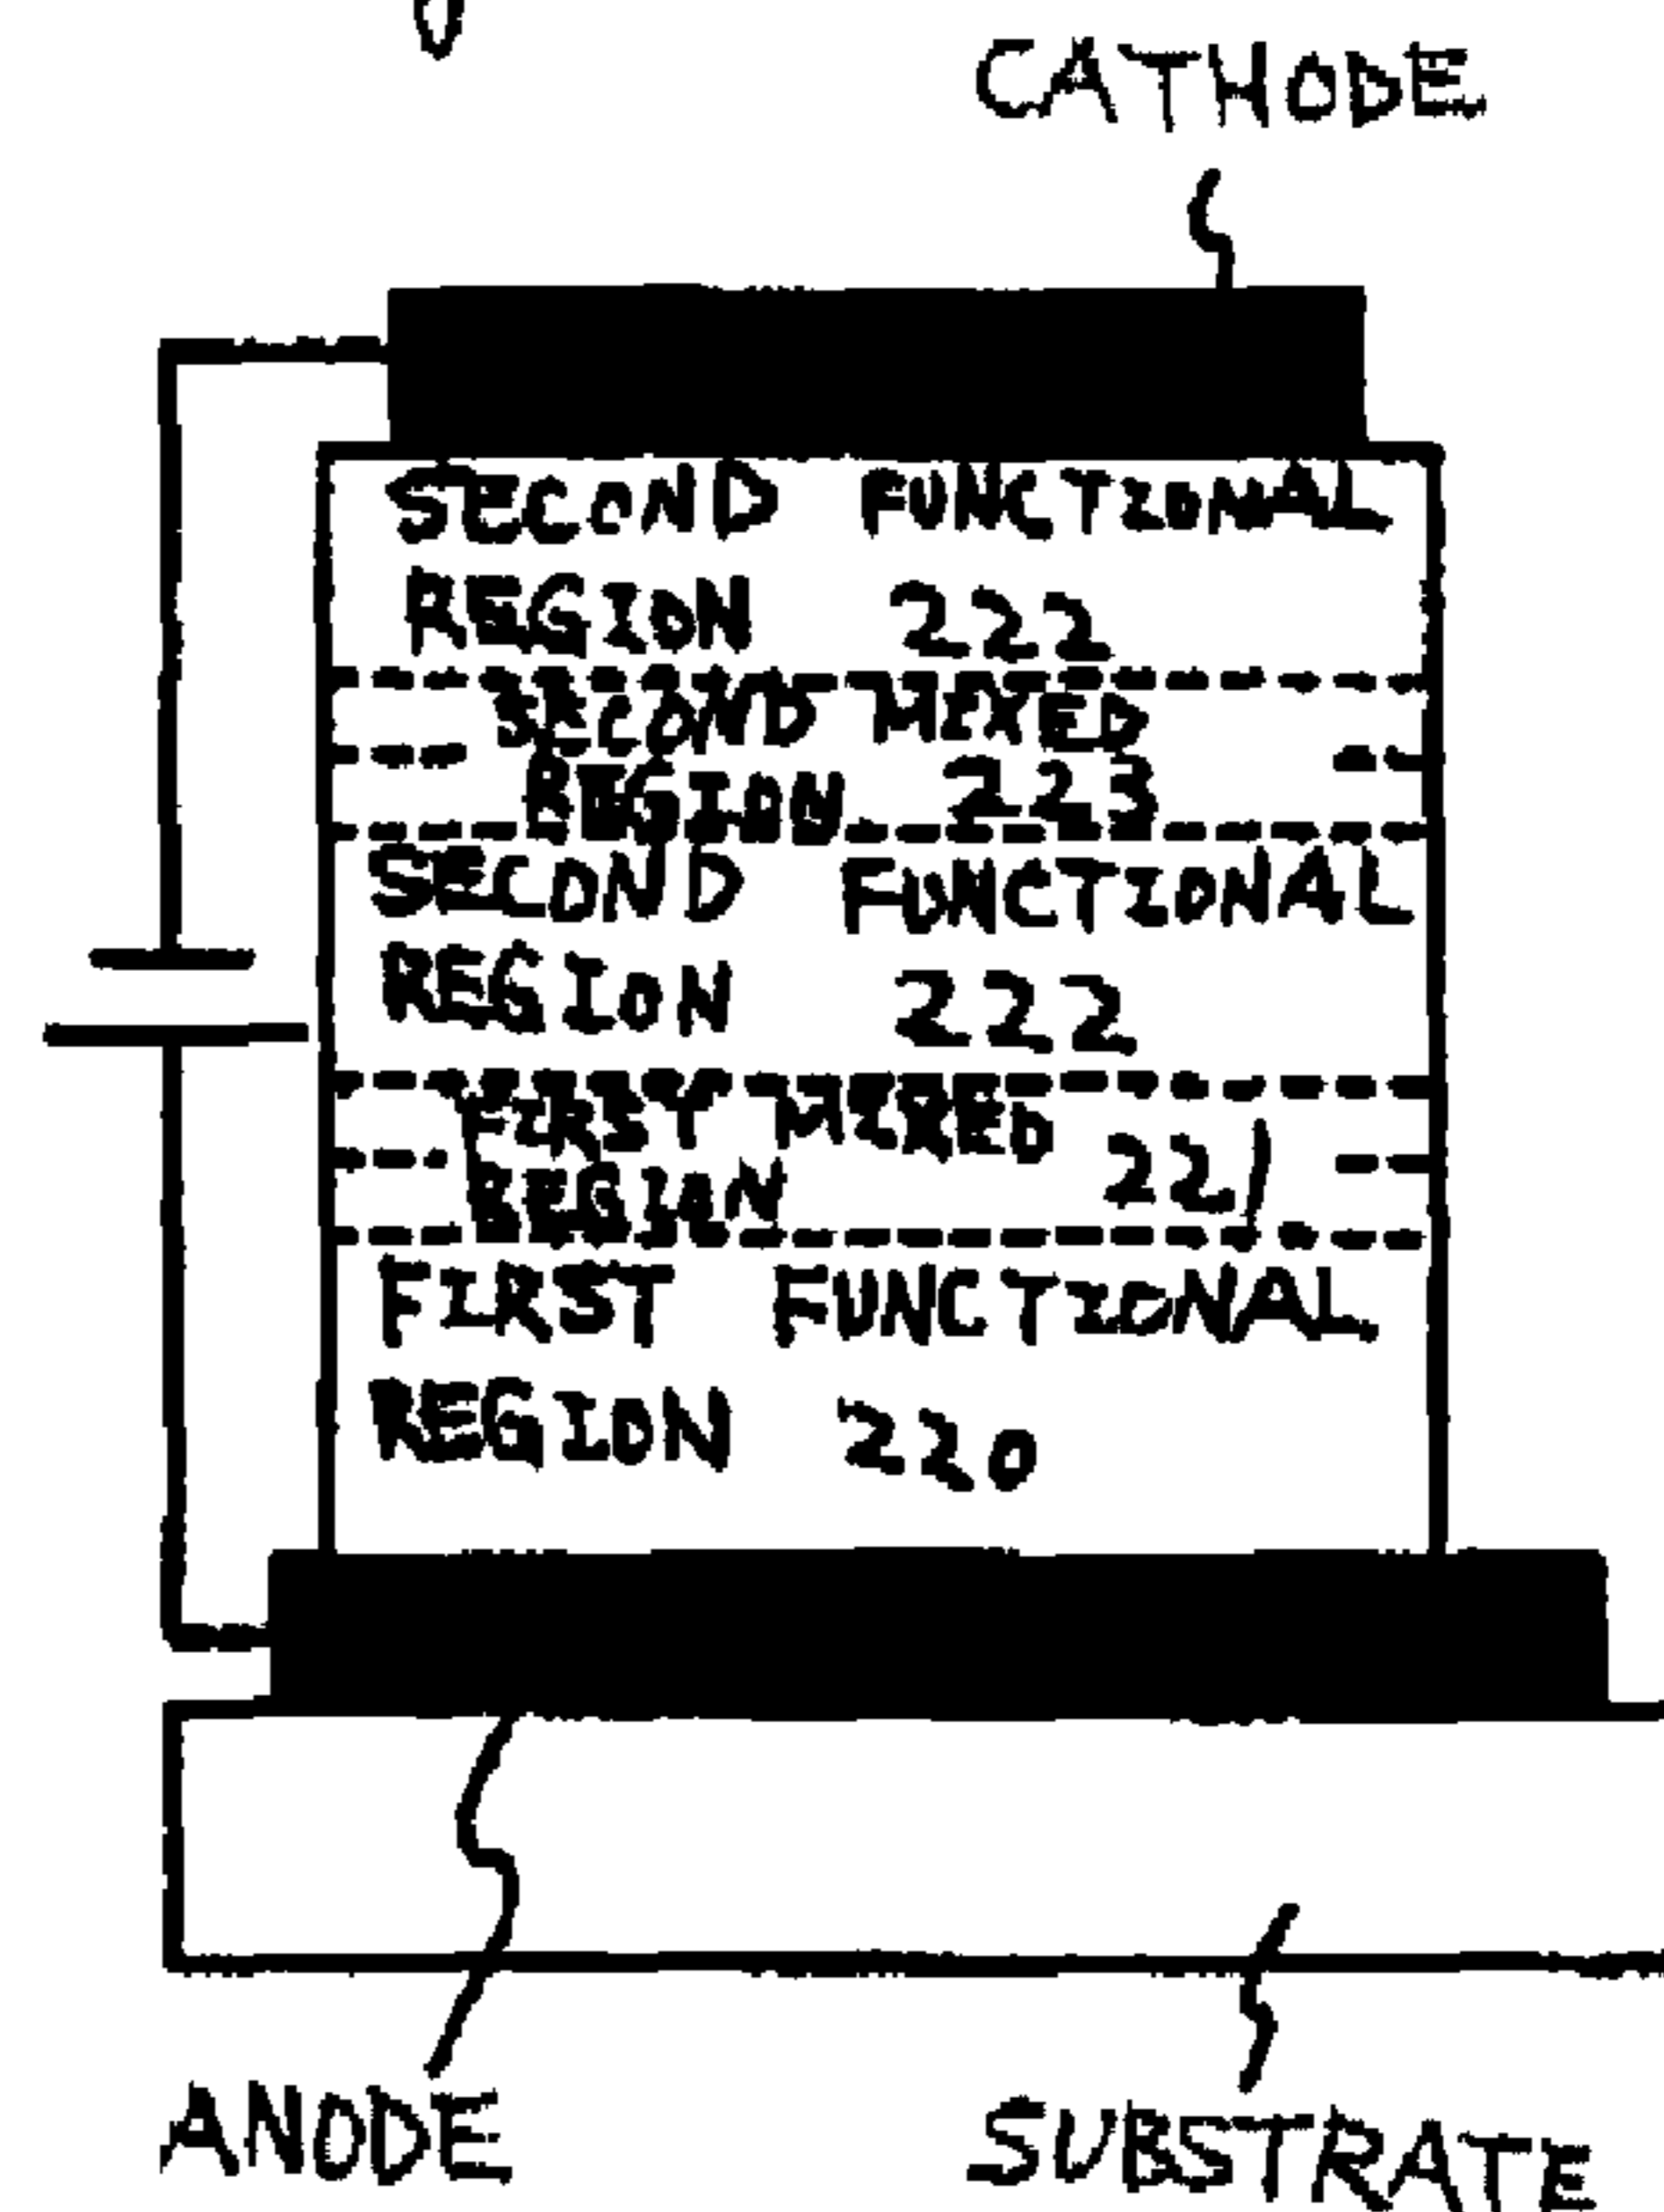 CATHODE
SECOND FUNCTIONAL
REGION 222
SECOND MIXED
REGION 223
SECOND FUNCTIONAL
REGION 222
FIRST MIXED
REGION 221
FIRST FUNCTIONAL
REGION 220
ANODE
SUBSTRATE